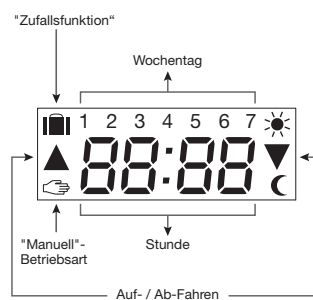 "Zufallsfunktion“
Wochentag
1 2 3 4 5 6 7
88:88
"Manuell"-
Betriebsart
Stunde
Auf- / Ab-Fahren